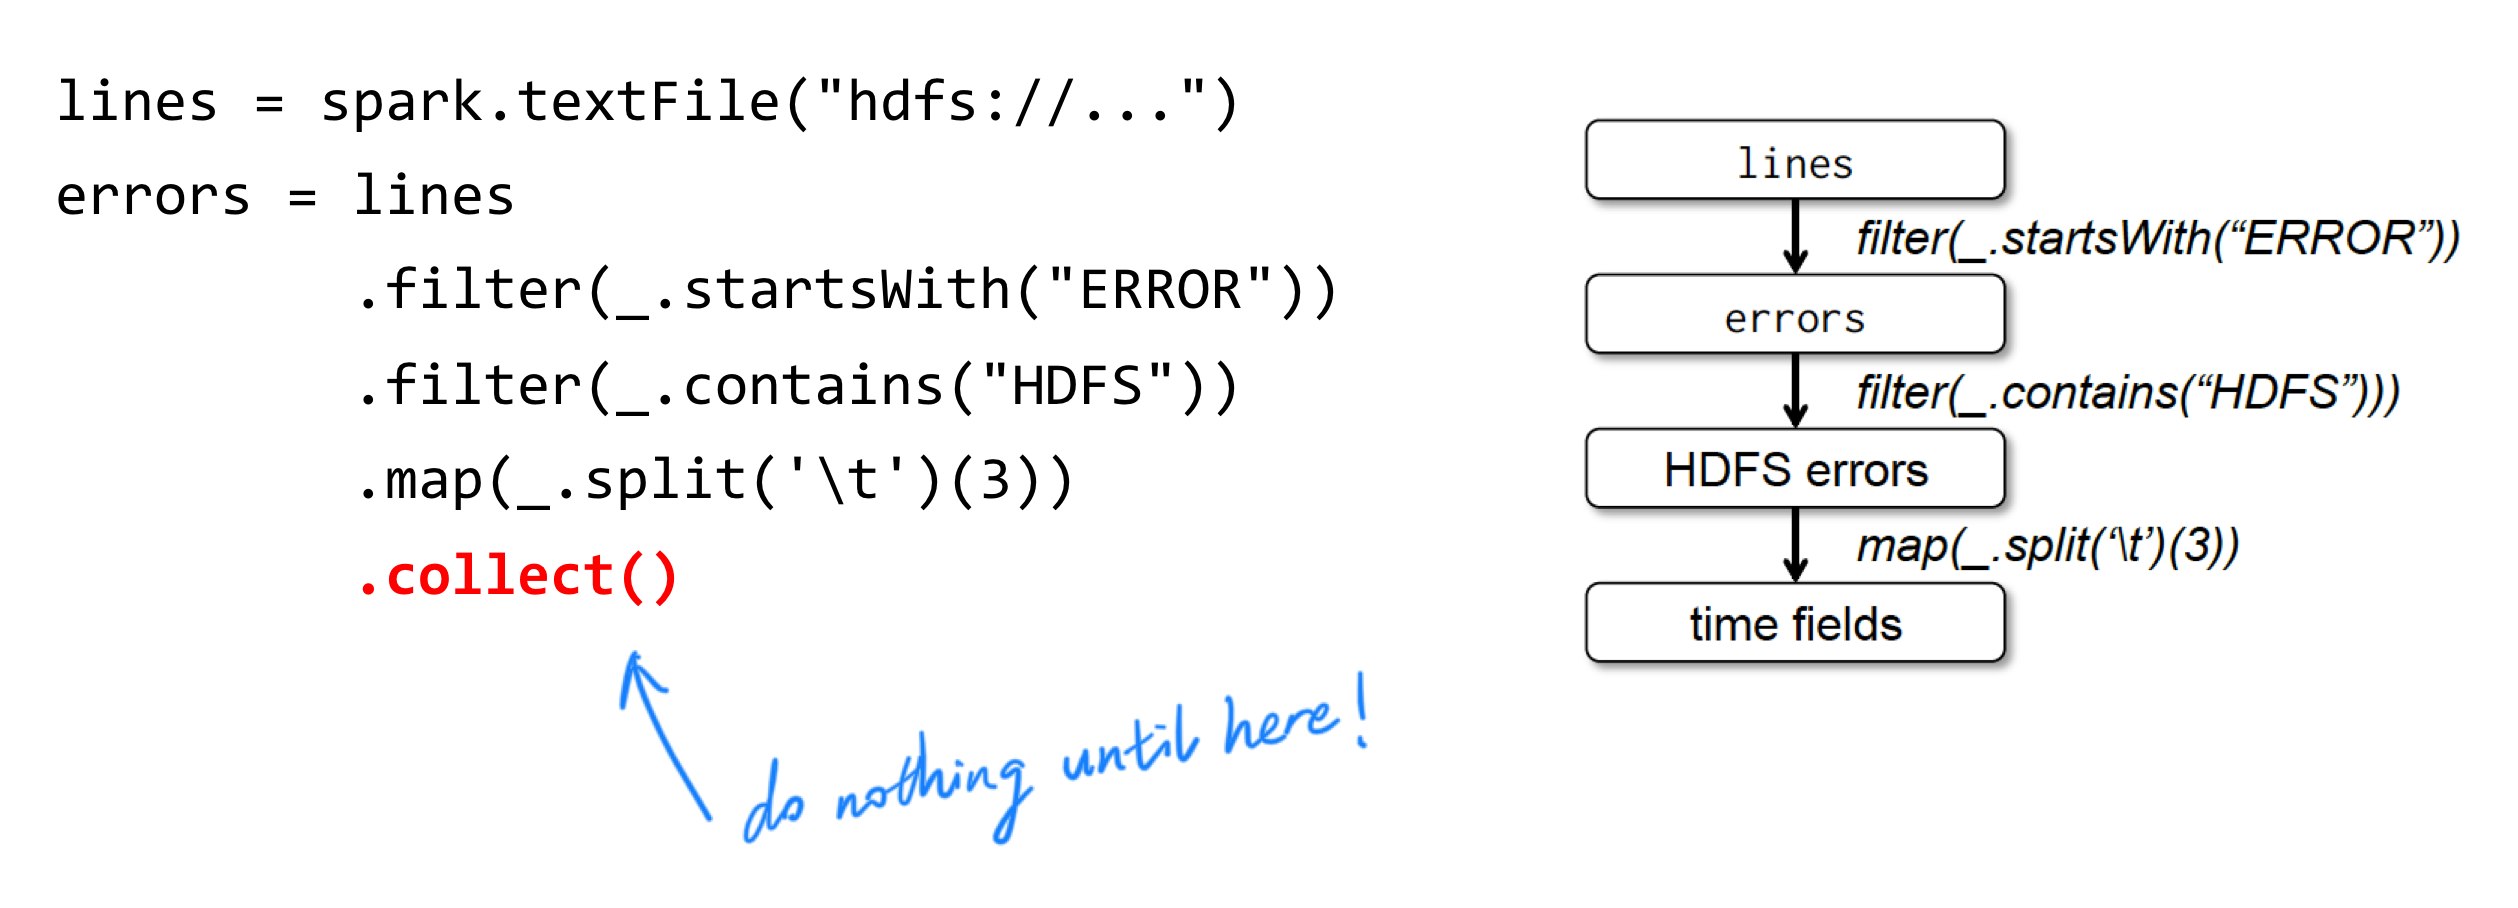 lines = spark.textFile("hdfs://...")
errors = lines
.filter(_.startsWith("ERROR"))
.filter(_.contains("HDFS"))
.map(_.split('\t')(3))
.collect()
do nothing until here!
lines
filter(_.startsWith(“ERROR”))
errors
filter(_.contains(“HDFS”)))
HDFS errors
map(_.split(‘\t’)(3))
time fields